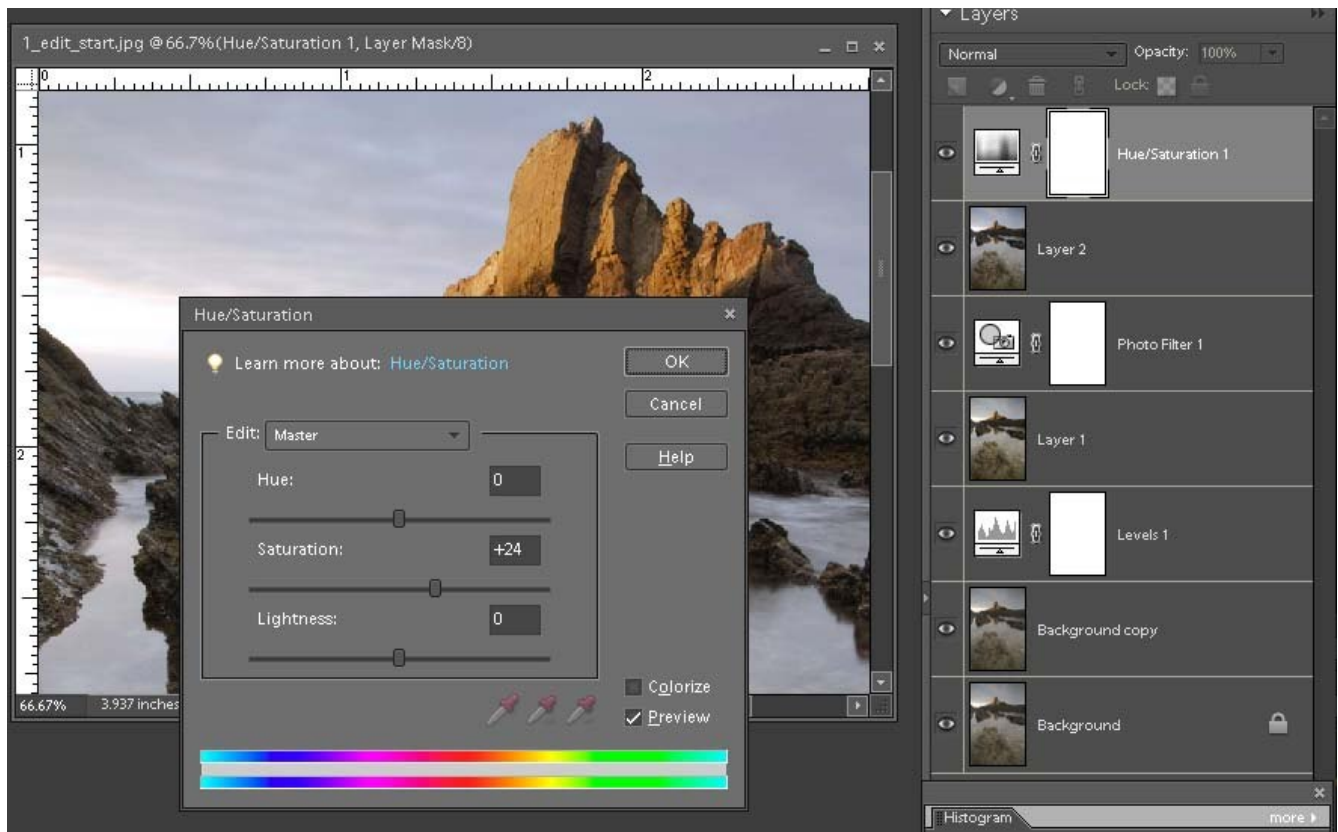 1_edit_start.jpg @ 66.7%(Hue/Saturation 1, Layer Mask/8)
0 1 2
1
2
66.67% 3.937 inches
Hue/Saturation
Learn more about: Hue/Saturation
OK
Cancel
Help
Edit: Master
Hue: 0
Saturation: +24
Lightness: 0
Colorize
Preview
Layers
Normal Opacity: 100%
Lock:
Hue/Saturation 1
Layer 2
Photo Filter 1
Layer 1
Levels 1
Background copy
Background
Histogram more